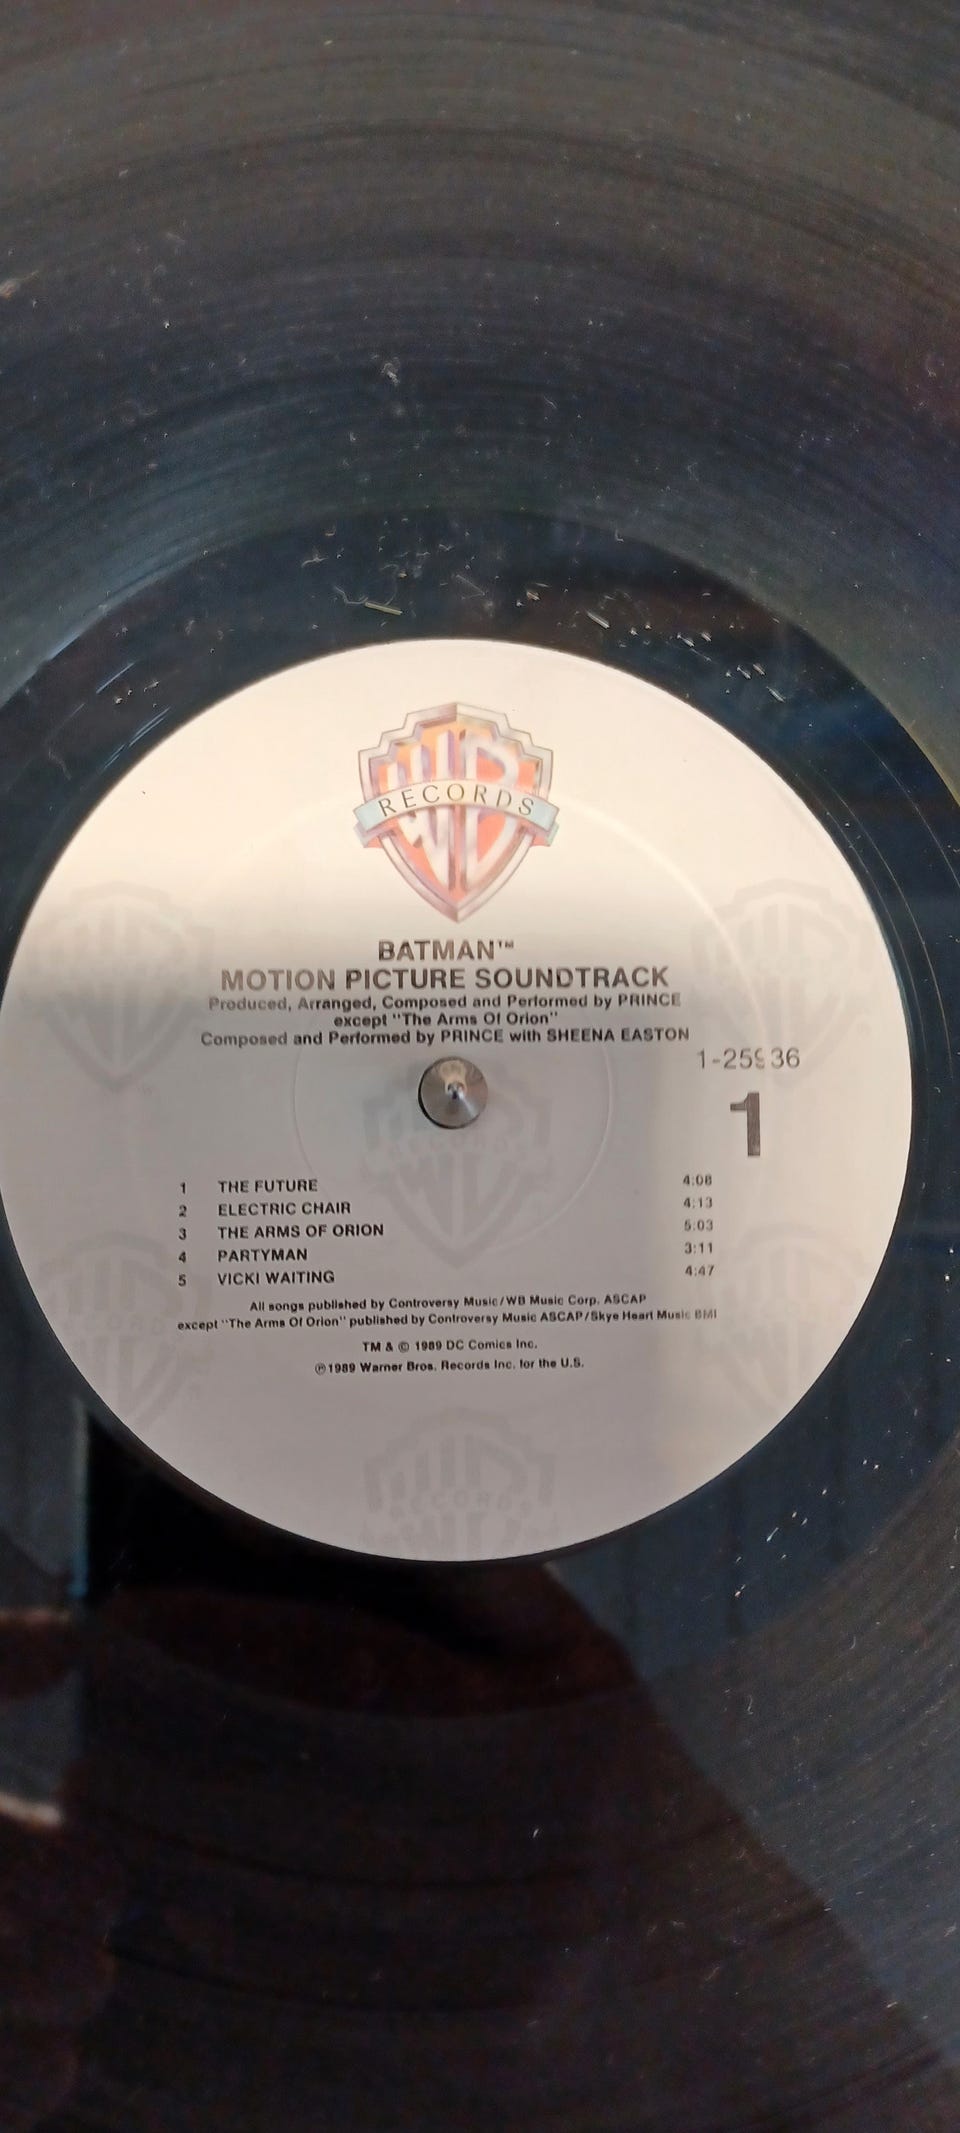 RECORDS
BATMAN™
MOTION PICTURE SOUNDTRACK
Produced, Arranged, Composed and Performed by PRINCE
except "The Arms Of Orion"
Composed and Performed by PRINCE with SHEENA EASTON
1-25936
1
1 THE FUTURE 4:08
2 ELECTRIC CHAIR 4:13
3 THE ARMS OF ORION 5:03
4 PARTYMAN 3:11
5 VICKI WAITING 4:47
All songs published by Controversy Music/WB Music Corp. ASCAP
except "The Arms Of Orion" published by Controversy Music ASCAP/Skye Heart Music BMI
TM & © 1989 DC Comics Inc.
℗1989 Warner Bros. Records Inc. for the U.S.